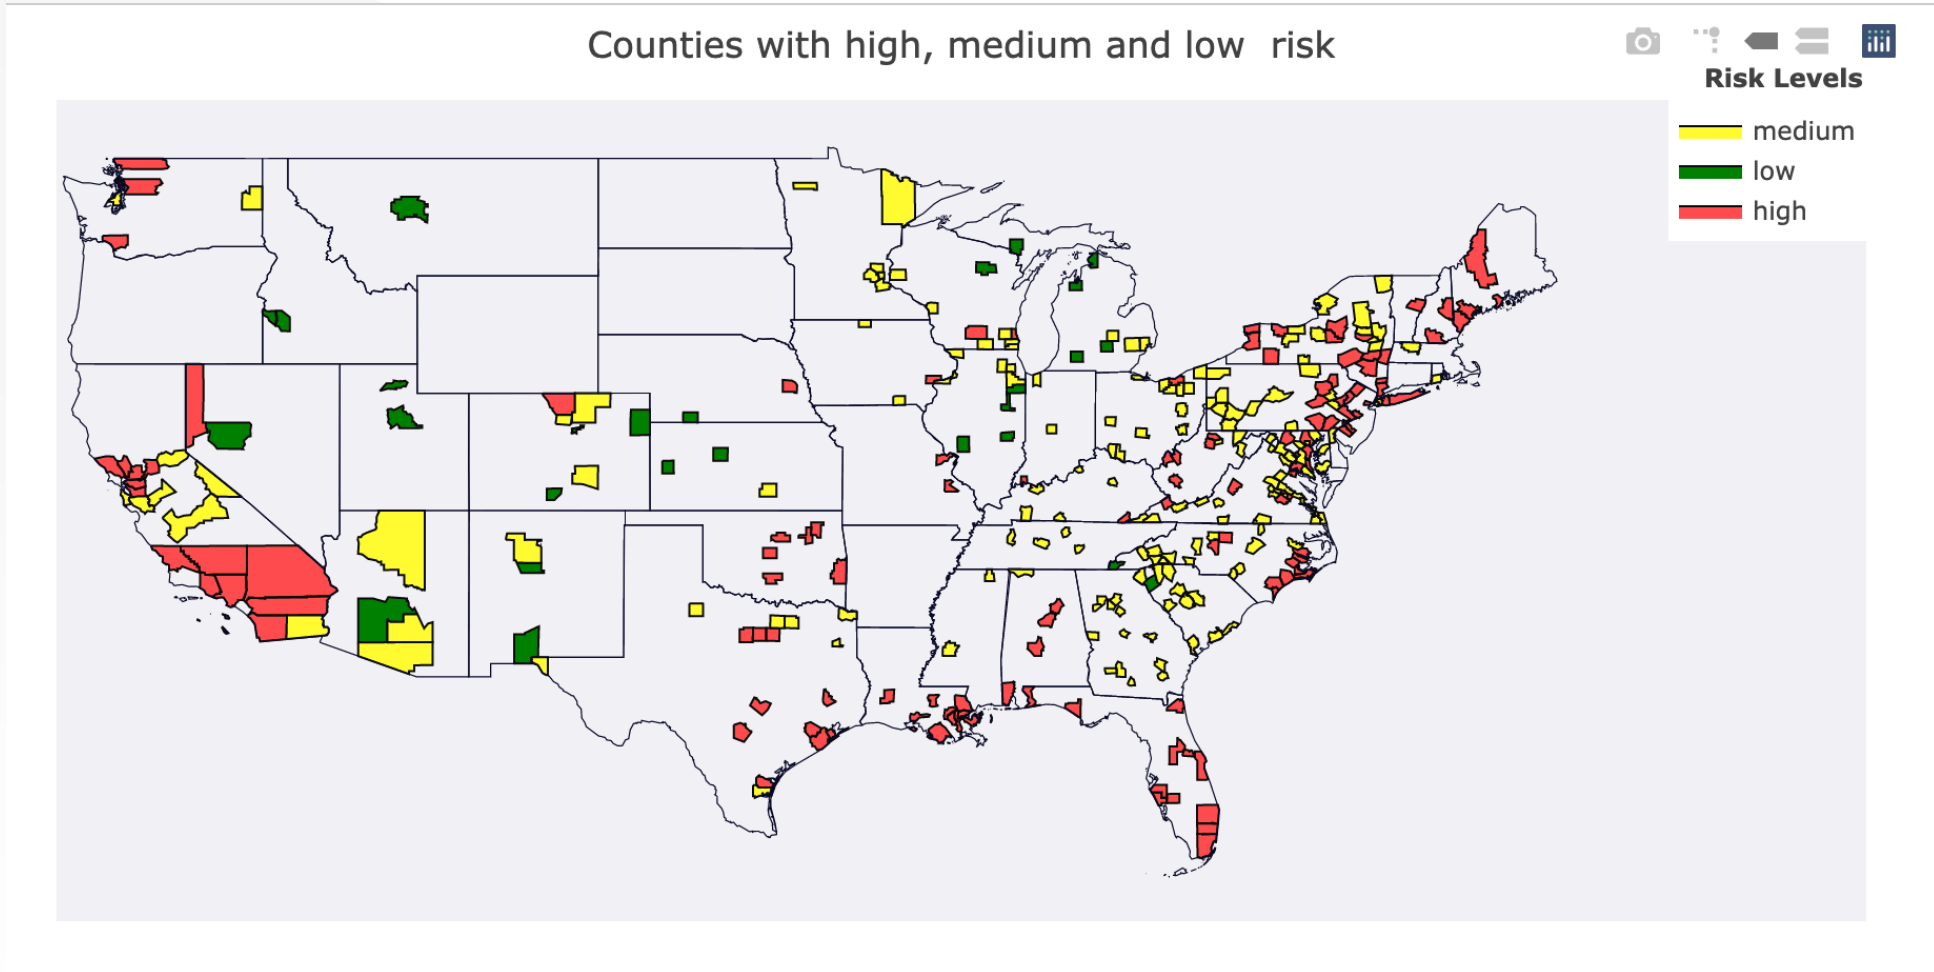 Counties with high, medium and low  risk
Risk Levels
medium
low
high